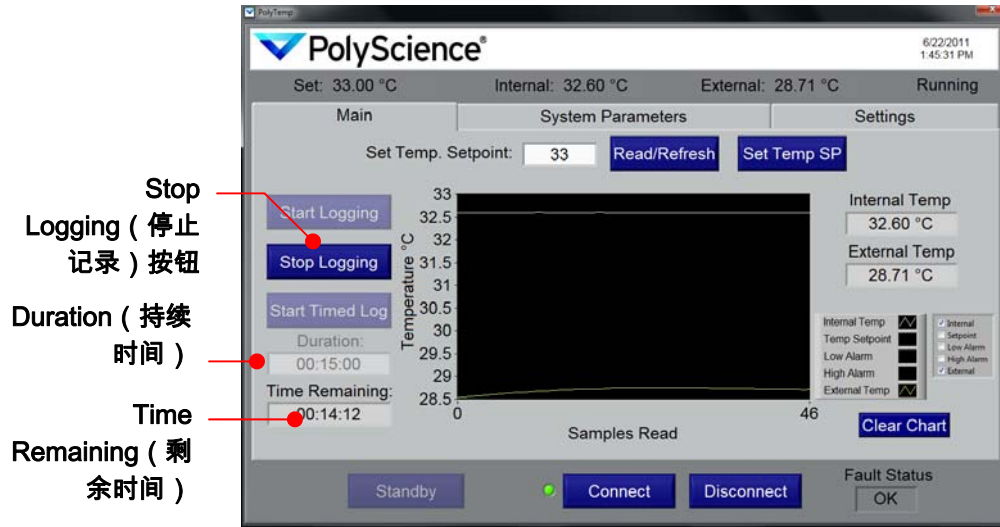 PolyTemp
PolyScience®
6/22/2011
1:45:31 PM
Set: 33.00 °C Internal: 32.60 °C External: 28.71 °C Running
Main System Parameters Settings
Set Temp. Setpoint: 33 Read/Refresh Set Temp SP
Stop
Logging（停止
记录）按钮
Duration（持续
时间）
Time
Remaining（剩
余时间）
Start Logging
Stop Logging
Start Timed Log
Duration:
00:15:00
Time Remaining:
00:14:12
Temperature °C
33
32.5
32
31.5
31
30.5
30
29.5
29
28.5
0 46
Samples Read
Internal Temp
32.60 °C
External Temp
28.71 °C
Internal Temp
Temp Setpoint
Low Alarm
High Alarm
External Temp
Internal
Setpoint
Low Alarm
High Alarm
External
Clear Chart
Standby Connect Disconnect
Fault Status
OK